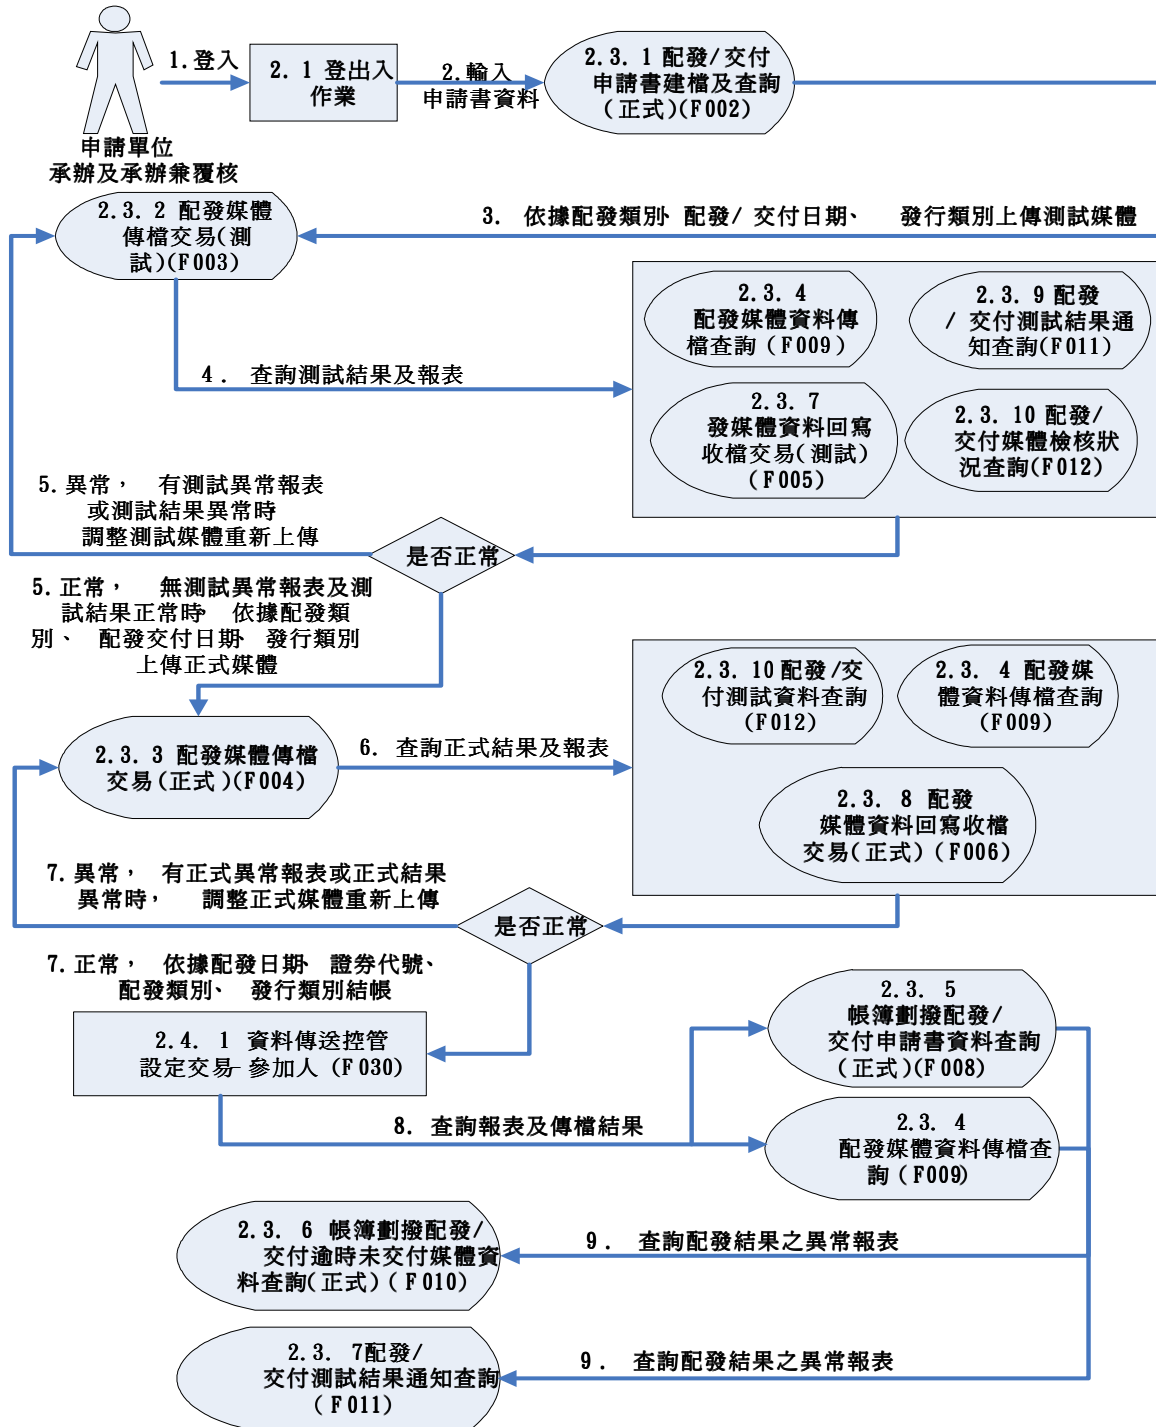 1.登入
2.1 登出入
作業
2.輸入
申請書資料
2.3.1 配發/交付
申請書建檔及查詢
(正式)(F002)
申請單位
承辦及承辦兼覆核
2.3.2 配發媒體
傳檔交易(測
試)(F003)
3. 依據配發類別、配發/交付日期、 發行類別上傳測試媒體
2.3.4
配發媒體資料傳
檔查詢(F009)
2.3.9 配發
/交付測試結果通
知查詢(F011)
4. 查詢測試結果及報表
2.3.7
發媒體資料回寫
收檔交易(測試)
(F005)
2.3.10 配發/
交付媒體檢核狀
況查詢(F012)
5.異常, 有測試異常報表
或測試結果異常時,
調整測試媒體重新上傳
是否正常
5.正常, 無測試異常報表及測
試結果正常時, 依據配發類
別、 配發交付日期、 發行類別
上傳正式媒體
2.3.10 配發/交
付測試資料查詢
(F012)
2.3.4 配發媒
體資料傳檔查詢
(F009)
2.3.3 配發媒體傳檔
交易(正式)(F004)
6. 查詢正式結果及報表
2.3.8 配發
媒體資料回寫收檔
交易(正式)(F006)
7.異常, 有正式異常報表或正式結果
異常時, 調整正式媒體重新上傳
是否正常
7.正常, 依據配發日期、證券代號、
配發類別、 發行類別結帳
2.4.1 資料傳送控管
設定交易-參加人(F030)
2.3.5
帳簿劃撥配發/
交付申請書資料查詢
(正式)(F008)
8. 查詢報表及傳檔結果
2.3.4
配發媒體資料傳檔查
詢(F009)
2.3.6 帳簿劃撥配發/
交付逾時未交付媒體資
料查詢(正式)(F010)
9. 查詢配發結果之異常報表
2.3.7配發/
交付測試結果通知查詢
(F011)
9. 查詢配發結果之異常報表